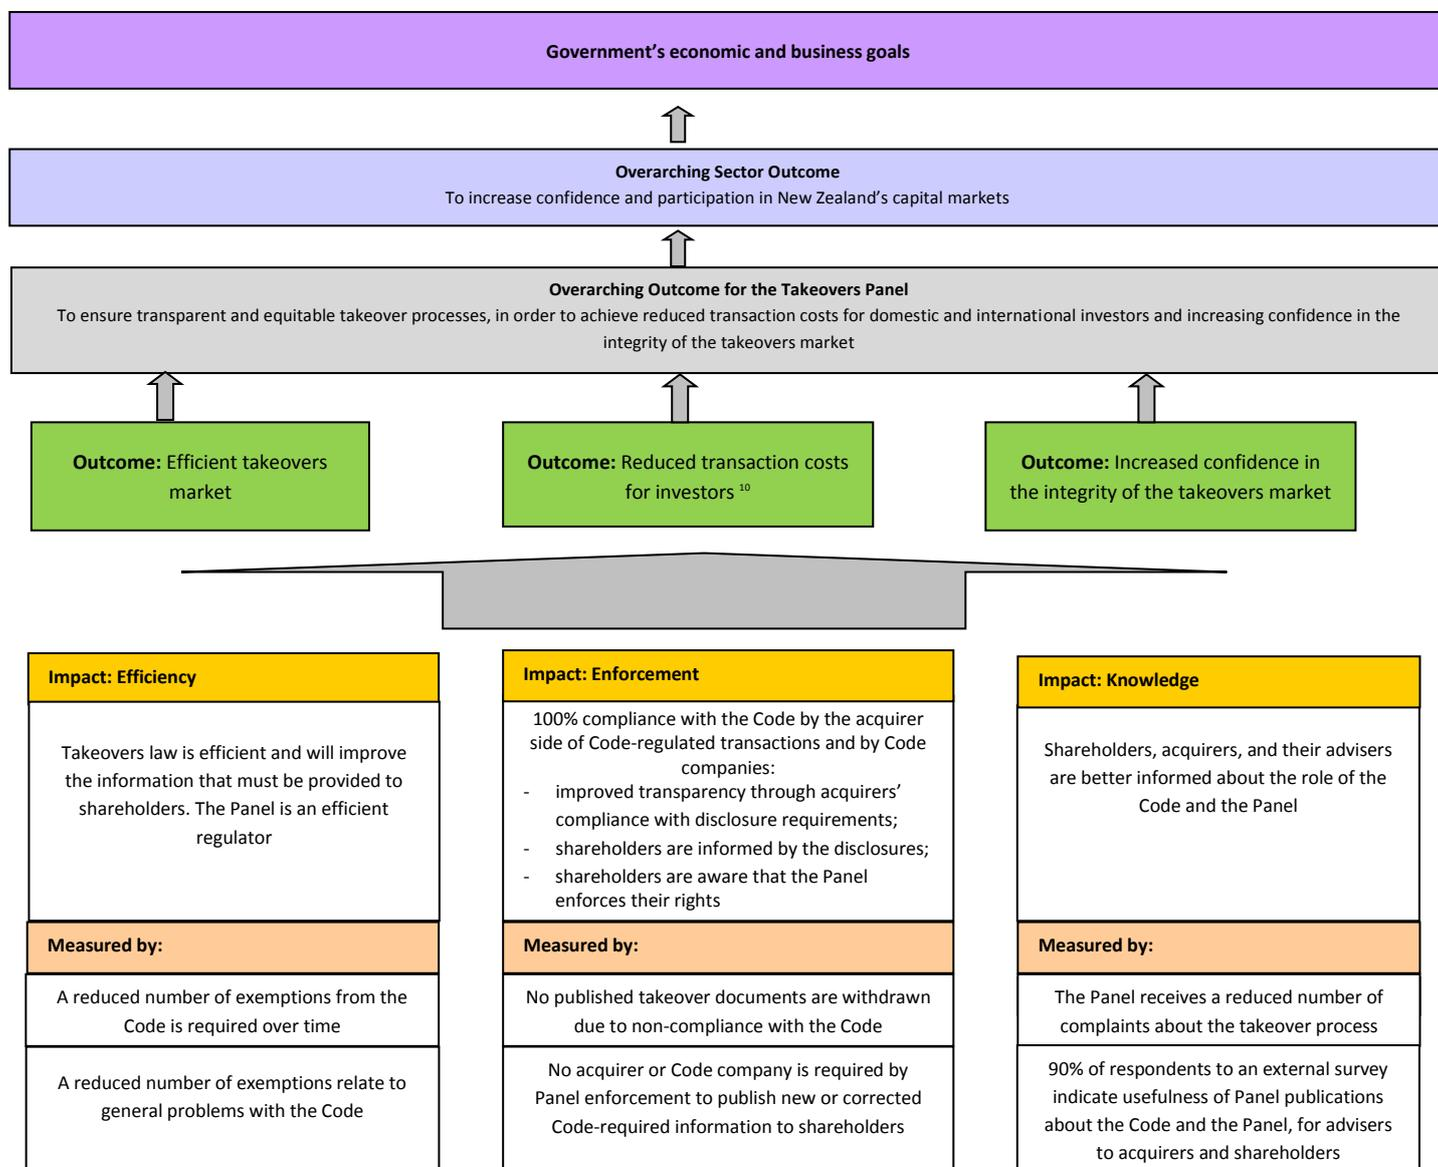 Government’s economic and business goals
Overarching Sector Outcome
To increase confidence and participation in New Zealand’s capital markets
Overarching Outcome for the Takeovers Panel
To ensure transparent and equitable takeover processes, in order to achieve reduced transaction costs for domestic and international investors and increasing confidence in the
integrity of the takeovers market
Outcome: Efficient takeovers
market
Outcome: Reduced transaction costs
for investors 10
Outcome: Increased confidence in
the integrity of the takeovers market
Impact: Efficiency
Takeovers law is efficient and will improve
the information that must be provided to
shareholders. The Panel is an efficient
regulator
Measured by:
A reduced number of exemptions from the
Code is required over time
A reduced number of exemptions relate to
general problems with the Code
Impact: Enforcement
100% compliance with the Code by the acquirer
side of Code-regulated transactions and by Code
companies:
- improved transparency through acquirers’
compliance with disclosure requirements;
- shareholders are informed by the disclosures;
- shareholders are aware that the Panel
enforces their rights
Measured by:
No published takeover documents are withdrawn
due to non-compliance with the Code
No acquirer or Code company is required by
Panel enforcement to publish new or corrected
Code-required information to shareholders
Impact: Knowledge
Shareholders, acquirers, and their advisers
are better informed about the role of the
Code and the Panel
Measured by:
The Panel receives a reduced number of
complaints about the takeover process
90% of respondents to an external survey
indicate usefulness of Panel publications
about the Code and the Panel, for advisers
to acquirers and shareholders